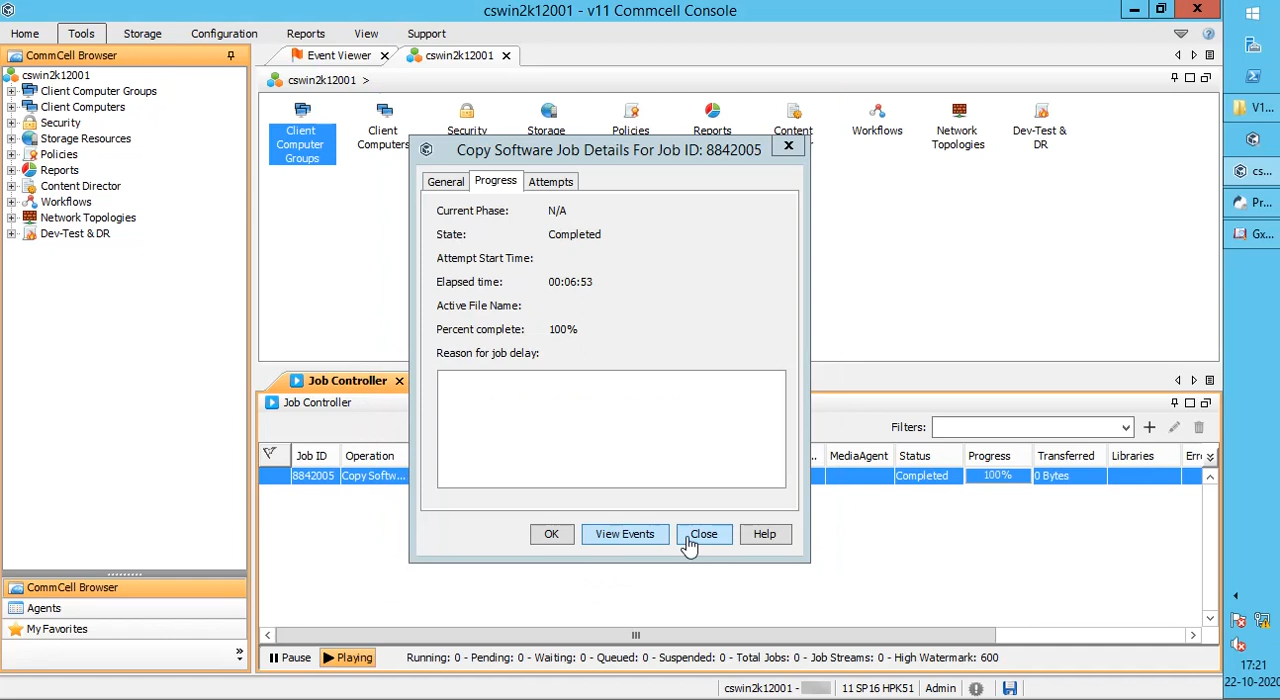 cswin2k12001 - v11 Commcell Console
Home Tools Storage Configuration Reports View Support
CommCell Browser
Event Viewer
cswin2k12001
cswin2k12001
Client Computer Groups
Client Computers
Security
Storage Resources
Policies
Reports
Content Director
Workflows
Network Topologies
Dev-Test & DR
CommCell Browser
Agents
My Favorites
»
cswin2k12001 >
Client Computer Groups
Client Computers
Security
Storage
Policies
Reports
Content
Workflows
Network Topologies
Dev-Test & DR
Copy Software Job Details For Job ID: 8842005
General Progress Attempts
Current Phase: N/A
State: Completed
Attempt Start Time:
Elapsed time: 00:06:53
Active File Name:
Percent complete: 100%
Reason for job delay:
OK View Events Close Help
Job Controller
Job Controller
Filters:
Job ID Operation .. MediaAgent Status Progress Transferred Libraries Erro
8842005 Copy Softw... Completed 100% 0 Bytes
Pause Playing Running: 0 - Pending: 0 - Waiting: 0 - Queued: 0 - Suspended: 0 - Total Jobs: 0 - Job Streams: 0 - High Watermark: 600
cswin2k12001 - 11 SP16 HPK51 Admin
V1...
cs...
Pr...
Gx...
17:21
22-10-2020